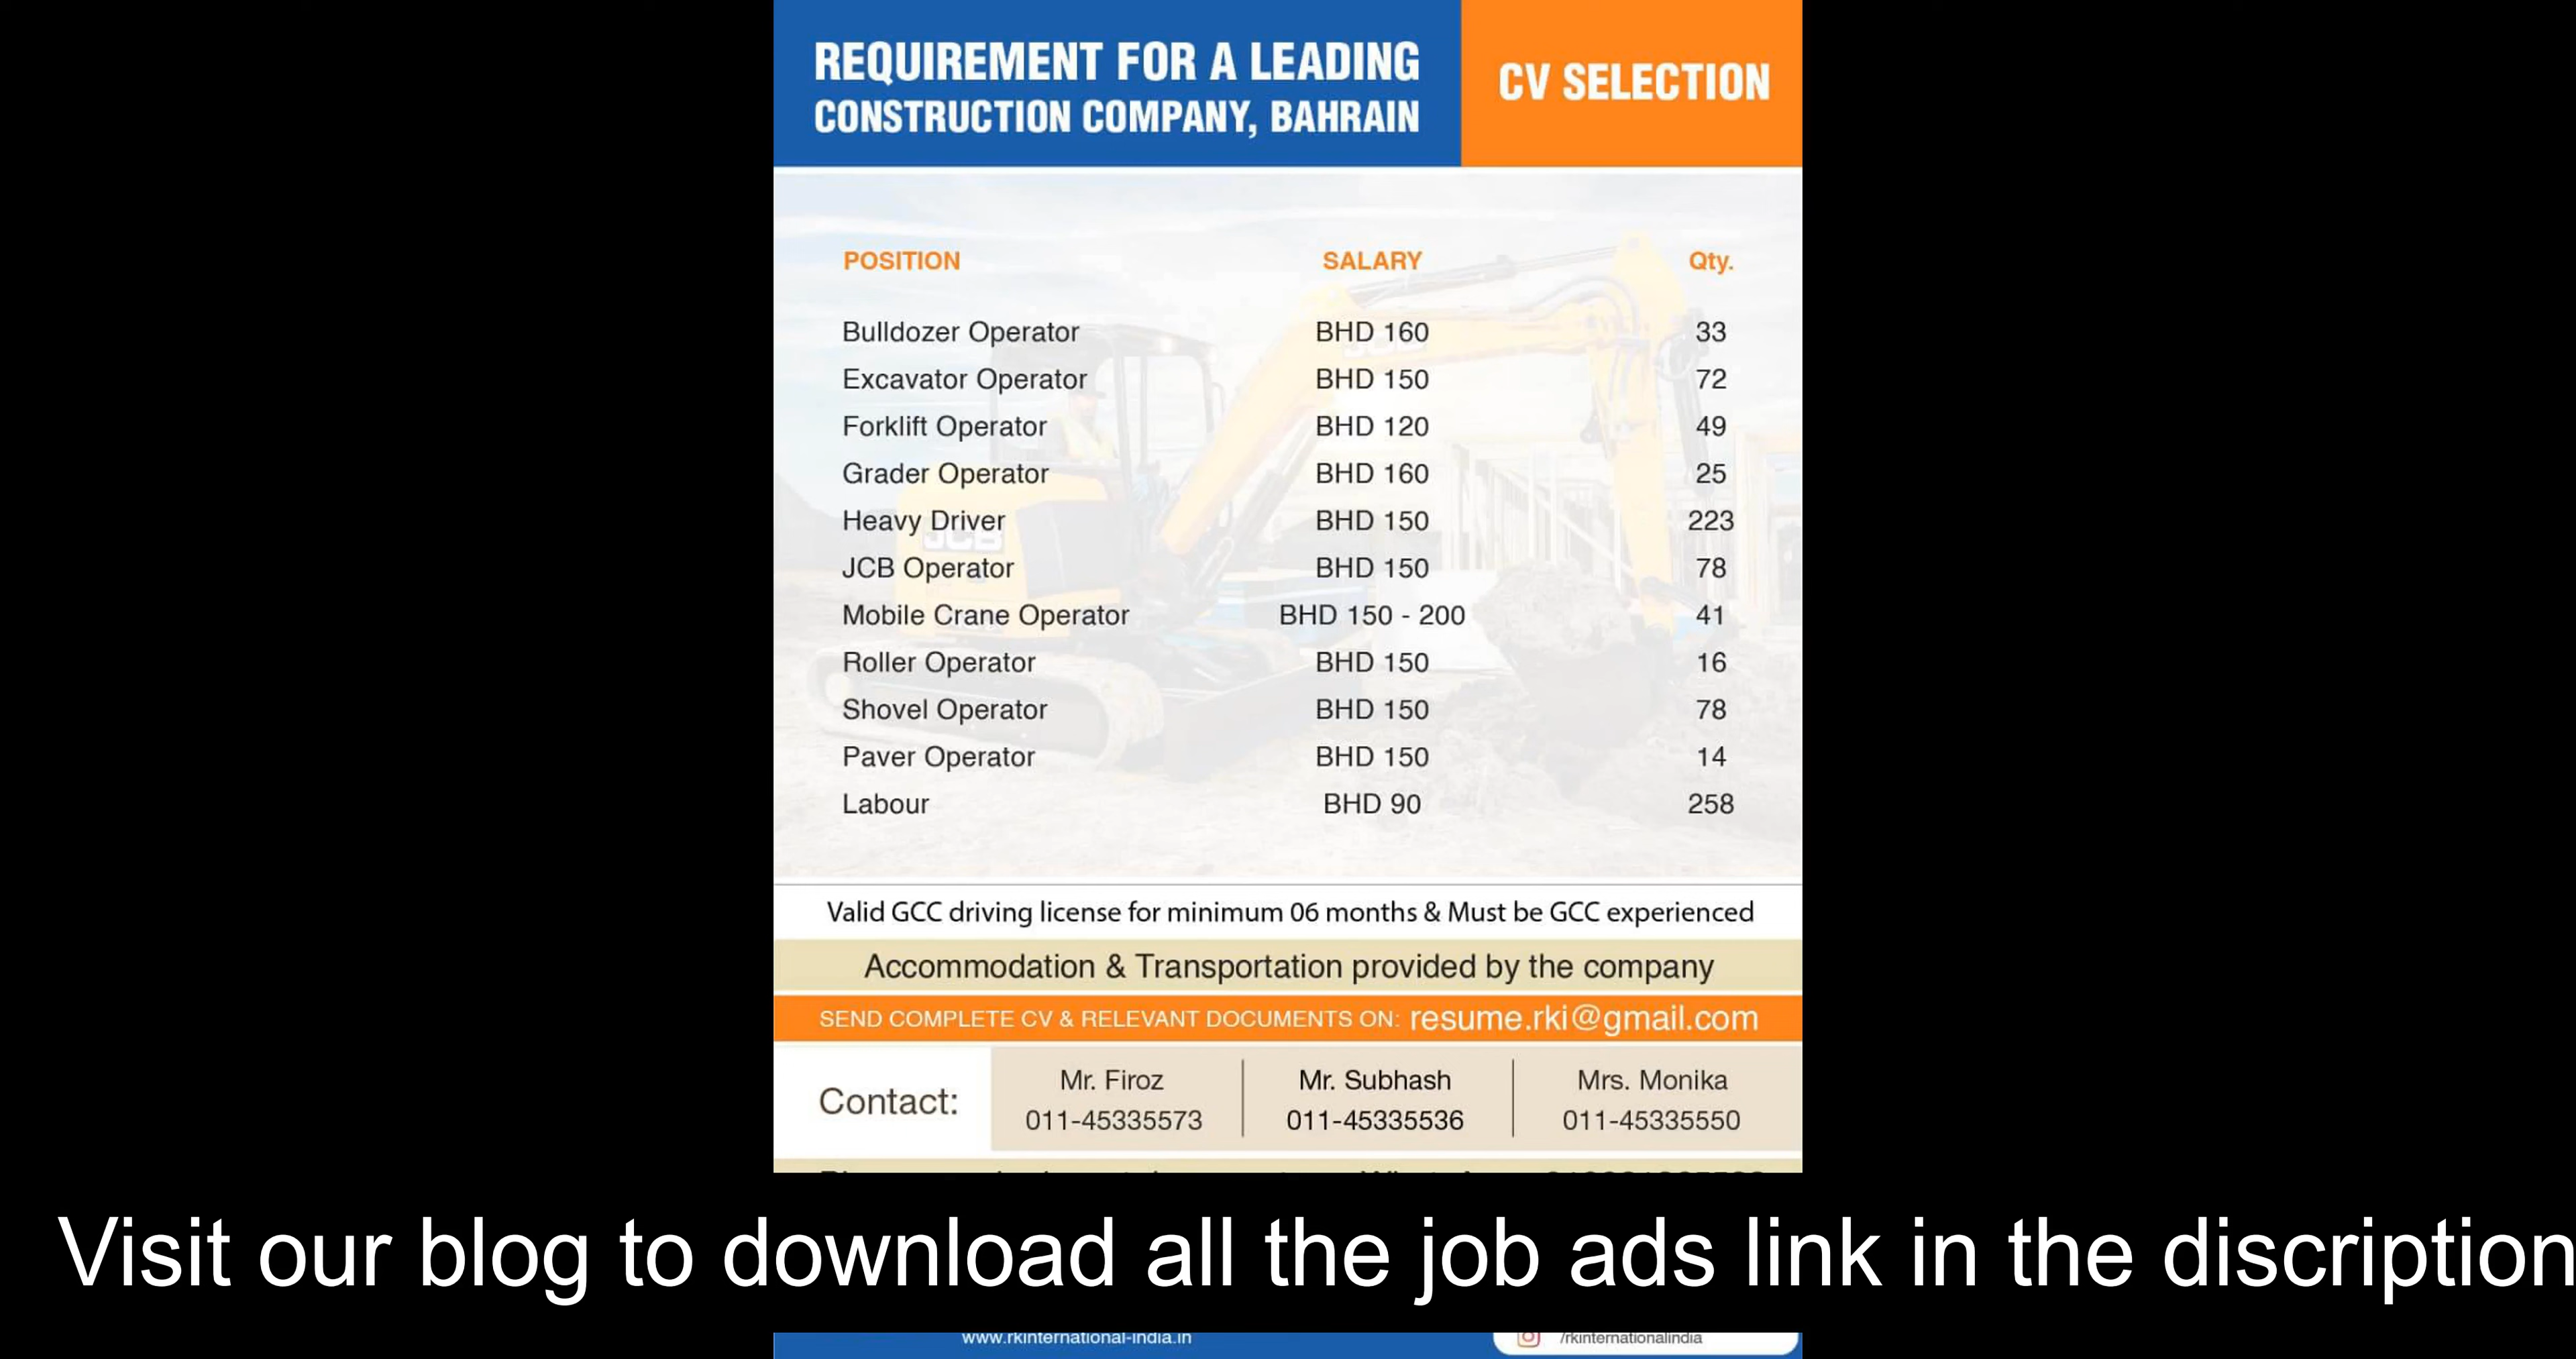 REQUIREMENT FOR A LEADING
CONSTRUCTION COMPANY, BAHRAIN
CV SELECTION
POSITION SALARY Qty.
Bulldozer Operator BHD 160 33
Excavator Operator BHD 150 72
Forklift Operator BHD 120 49
Grader Operator BHD 160 25
Heavy Driver BHD 150 223
JCB Operator BHD 150 78
Mobile Crane Operator BHD 150 - 200 41
Roller Operator BHD 150 16
Shovel Operator BHD 150 78
Paver Operator BHD 150 14
Labour BHD 90 258
JCB
Valid GCC driving license for minimum 06 months & Must be GCC experienced
Accommodation & Transportation provided by the company
SEND COMPLETE CV & RELEVANT DOCUMENTS ON: resume.rki@gmail.com
Contact:
Mr. Firoz
011-45335573
Mr. Subhash
011-45335536
Mrs. Monika
011-45335550
Visit our blog to download all the job ads link in the discription
www.rkinternational-india.in
/rkinternationalindia